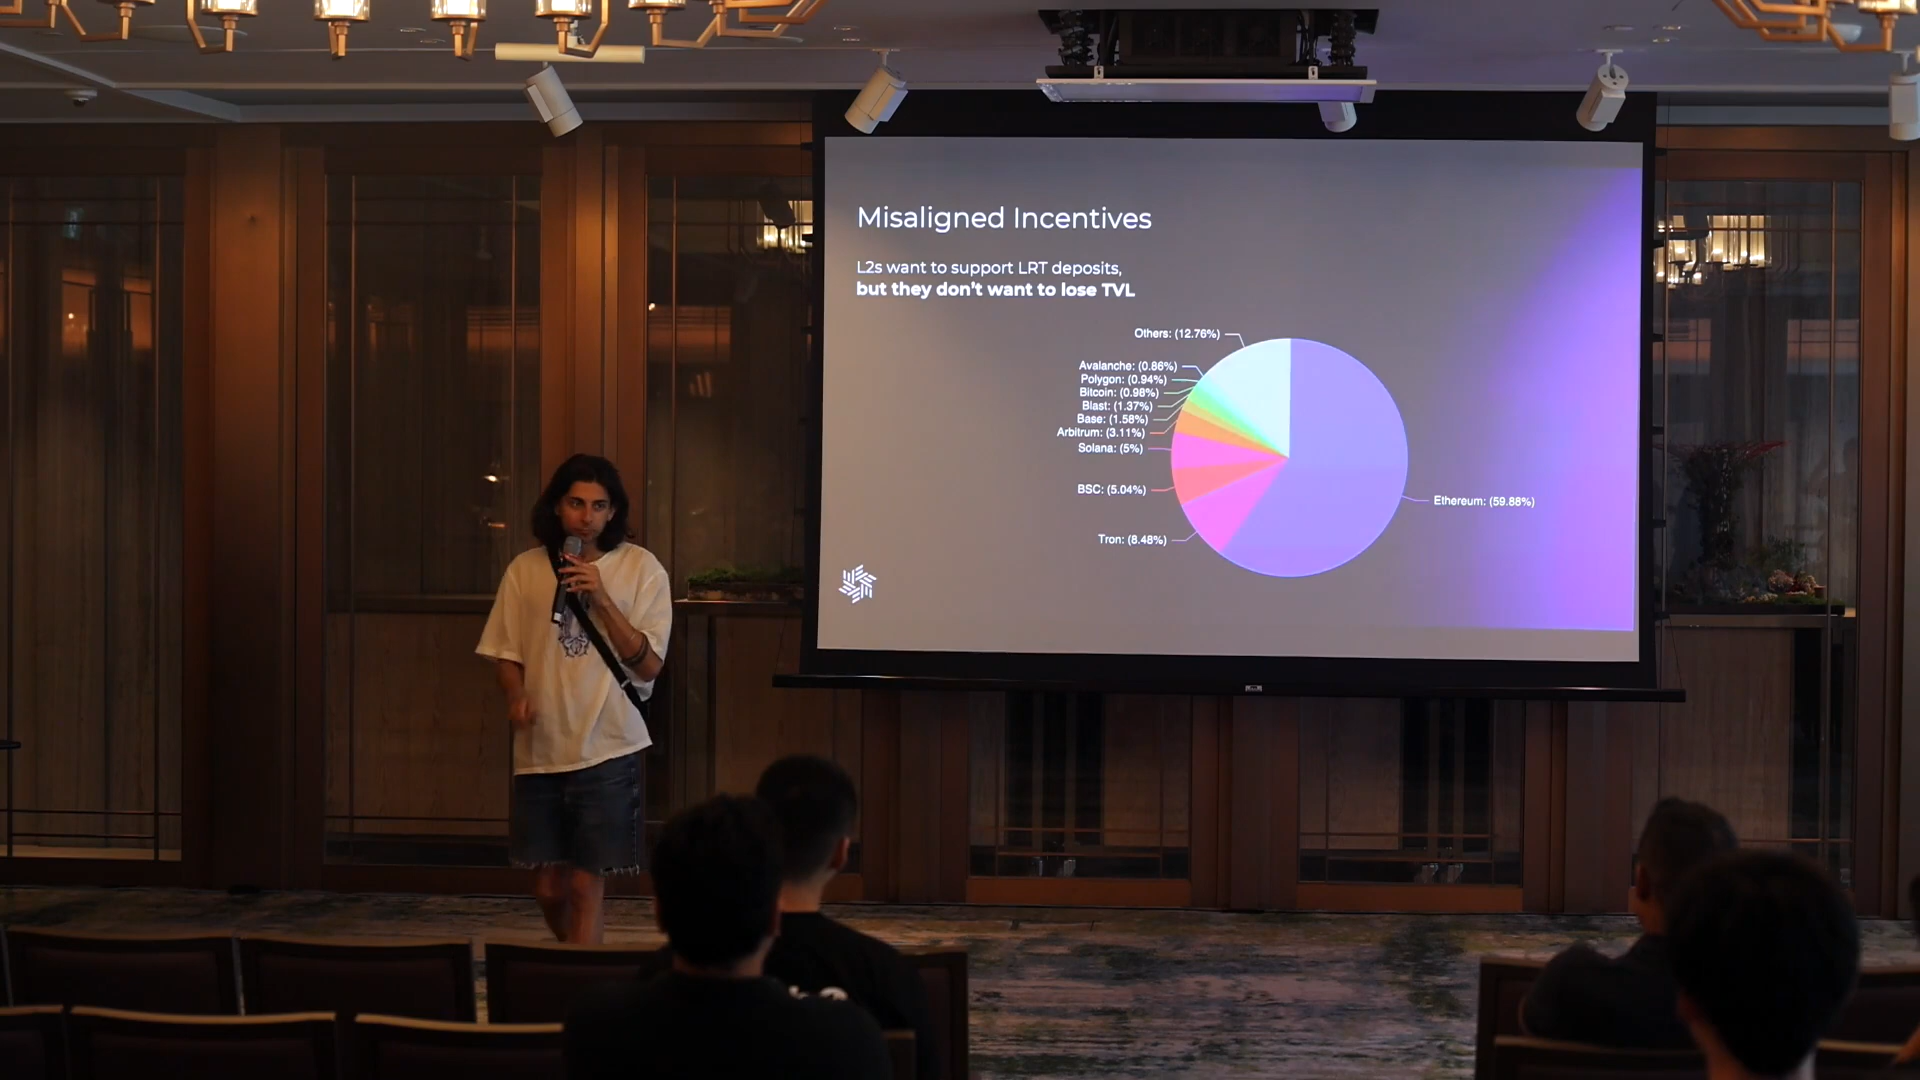 Misaligned Incentives
L2s want to support LRT deposits,
but they don't want to lose TVL
Others: (12.76%)
Avalanche: (0.86%)
Polygon: (0.94%)
Bitcoin: (0.98%)
Blast: (1.37%)
Base: (1.58%)
Arbitrum: (3.11%)
Solana: (5%)
BSC: (5.04%)
Tron: (8.48%)
Ethereum: (59.88%)